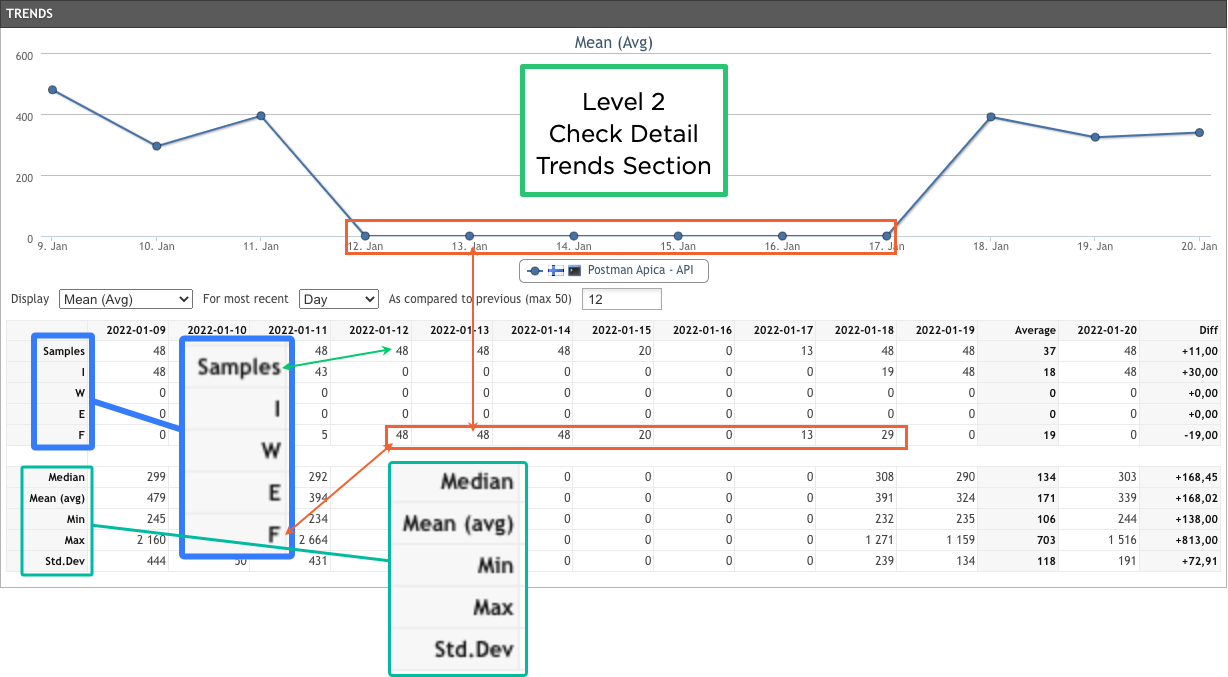 TRENDS
Mean (Avg)
600
400
200
0
Level 2
Check Detail
Trends Section
9. Jan 10. Jan 11. Jan 12. Jan 13. Jan 14. Jan 15. Jan 16. Jan 17. Jan 18. Jan 19. Jan 20. Jan
Postman Apica - API
Display Mean (Avg) For most recent Day As compared to previous (max 50) 12
2022-01-09 2022-01-10 2022-01-11 2022-01-12 2022-01-13 2022-01-14 2022-01-15 2022-01-16 2022-01-17 2022-01-18 2022-01-19 Average 2022-01-20 Diff
Samples 48 48 48 48 48 20 0 13 48 48 37 48 +11,00
I 48 43 0 0 0 0 0 0 19 48 18 48 +30,00
W 0 0 0 0 0 0 0 0 0 0 0 0 +0,00
E 0 0 0 0 0 0 0 0 0 0 0 0 +0,00
F 0 5 48 48 48 20 0 13 29 0 19 0 -19,00
Median 299 292 0 0 0 0 308 290 134 303 +168,45
Mean (avg) 479 394 0 0 0 0 391 324 171 339 +168,02
Min 245 234 0 0 0 0 232 235 106 244 +138,00
Max 2 160 2 664 0 0 0 0 1 271 1 159 703 1 516 +813,00
Std.Dev 444 431 0 0 0 0 239 134 118 191 +72,91
Samples
I
W
E
F
Median
Mean (avg)
Min
Max
Std.Dev